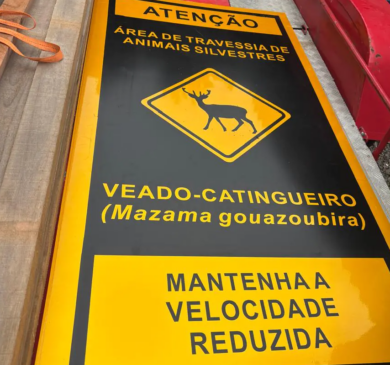 ATENÇÃO
ÁREA DE TRAVESSIA DE
ANIMAIS SILVESTRES
VEADO-CATINGUEIRO
(Mazama gouazoubira)
MANTENHA A
VELOCIDADE
REDUZIDA